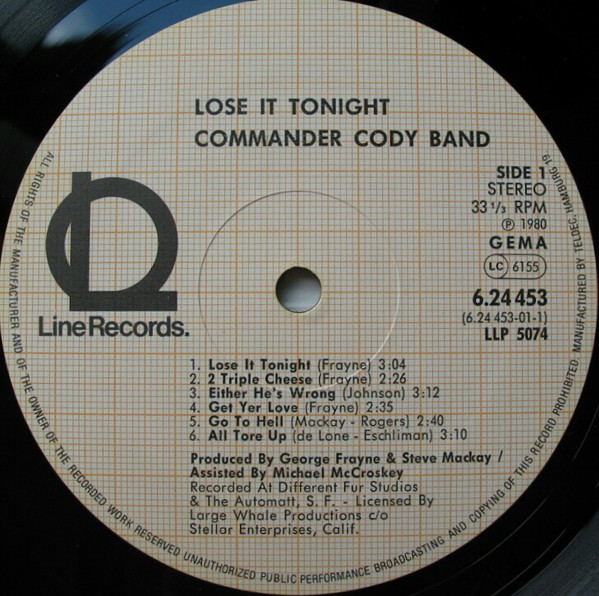 LOSE IT TONIGHT
COMMANDER CODY BAND
SIDE 1
STEREO
33 1/3 RPM
Ⓟ 1980
GEMA
LC 6155
6.24 453
(6.24 453-01-1)
LLP 5074
Line Records.
1. Lose It Tonight (Frayne) 3:04
2. 2 Triple Cheese (Frayne) 2:26
3. Either He's Wrong (Johnson) 3:12
4. Get Yer Love (Frayne) 2:35
5. Go To Hell (Mackay - Rogers) 2:40
6. All Tore Up (de Lone - Eschliman) 3:10
Produced By George Frayne & Steve Mackay /
Assisted By Michael McCroskey
Recorded At Different Fur Studios
& The Automatt, S. F. - Licensed By
Large Whale Productions c/o
Stellar Enterprises, Calif.
ALL RIGHTS OF THE MANUFACTURER AND OF THE OWNER OF THE RECORDED WORK RESERVED UNAUTHORIZED PUBLIC PERFORMANCE BROADCASTING AND COPYING OF THIS RECORD PROHIBITED. MANUFACTURED BY TELDEC, HAMBURG 19